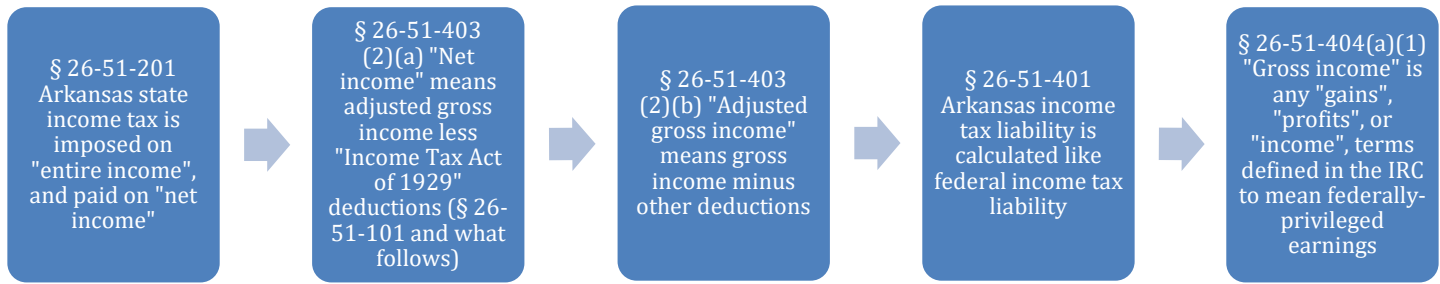 § 26-51-201
Arkansas state
income tax is
imposed on
"entire income",
and paid on "net
income"
§ 26-51-403
(2)(a) "Net
income" means
adjusted gross
income less
"Income Tax Act
of 1929"
deductions (§ 26-
51-101 and what
follows)
§ 26-51-403
(2)(b) "Adjusted
gross income"
means gross
income minus
other deductions
§ 26-51-401
Arkansas income
tax liability is
calculated like
federal income tax
liability
§ 26-51-404(a)(1)
"Gross income" is
any "gains",
"profits", or
"income", terms
defined in the IRC
to mean federally-
privileged
earnings